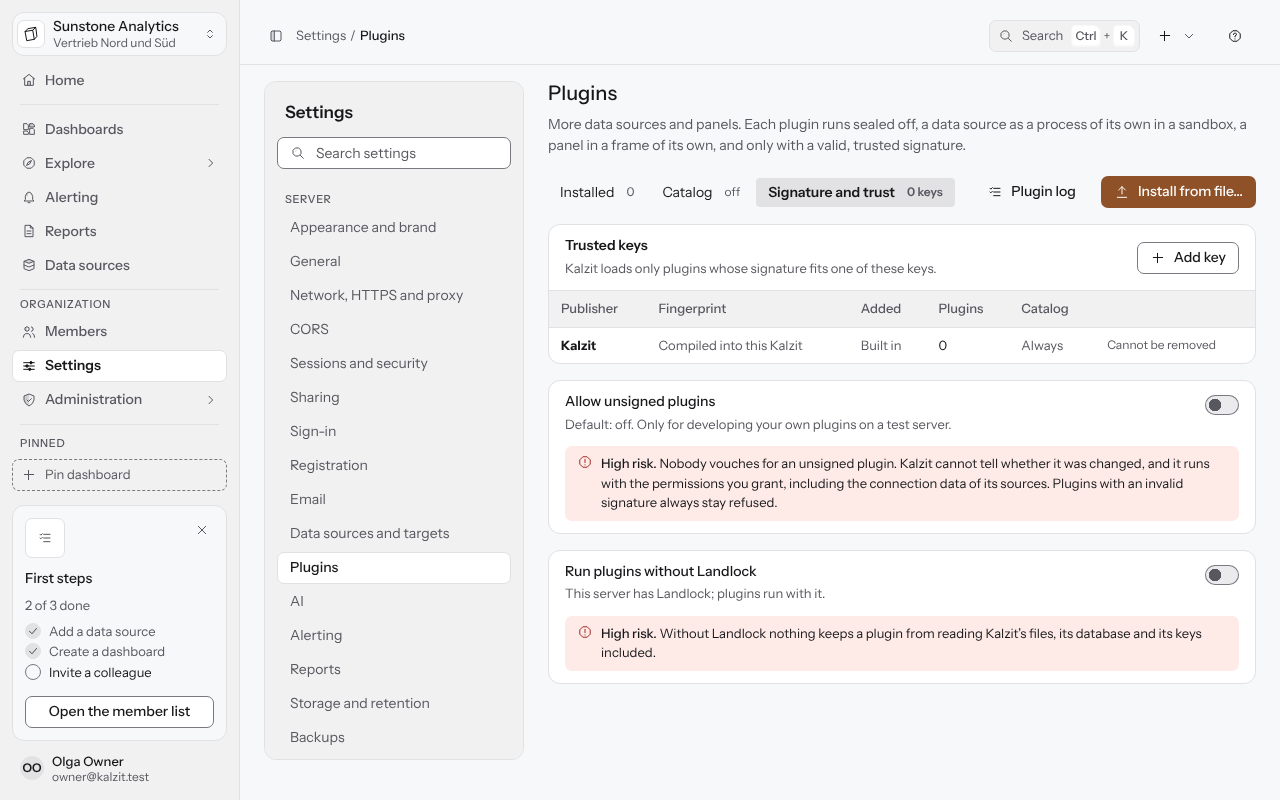 Sunstone Analytics
Vertrieb Nord und Süd
Home
Dashboards
Explore
Alerting
Reports
Data sources
ORGANIZATION
Members
Settings
Administration
PINNED
Pin dashboard
First steps
2 of 3 done
Add a data source
Create a dashboard
Invite a colleague
Open the member list
OO
Olga Owner
owner@kalzit.test
Settings / Plugins
Search Ctrl + K
Settings
Search settings
SERVER
Appearance and brand
General
Network, HTTPS and proxy
CORS
Sessions and security
Sharing
Sign-in
Registration
Email
Data sources and targets
Plugins
AI
Alerting
Reports
Storage and retention
Backups
Plugins
More data sources and panels. Each plugin runs sealed off, a data source as a process of its own in a sandbox, a
panel in a frame of its own, and only with a valid, trusted signature.
Installed 0 Catalog off Signature and trust 0 keys Plugin log Install from file...
Trusted keys
Kalzit loads only plugins whose signature fits one of these keys.
Add key
Publisher Fingerprint Added Plugins Catalog
Kalzit Compiled into this Kalzit Built in 0 Always Cannot be removed
Allow unsigned plugins
Default: off. Only for developing your own plugins on a test server.
High risk. Nobody vouches for an unsigned plugin. Kalzit cannot tell whether it was changed, and it runs
with the permissions you grant, including the connection data of its sources. Plugins with an invalid
signature always stay refused.
Run plugins without Landlock
This server has Landlock; plugins run with it.
High risk. Without Landlock nothing keeps a plugin from reading Kalzit's files, its database and its keys
included.